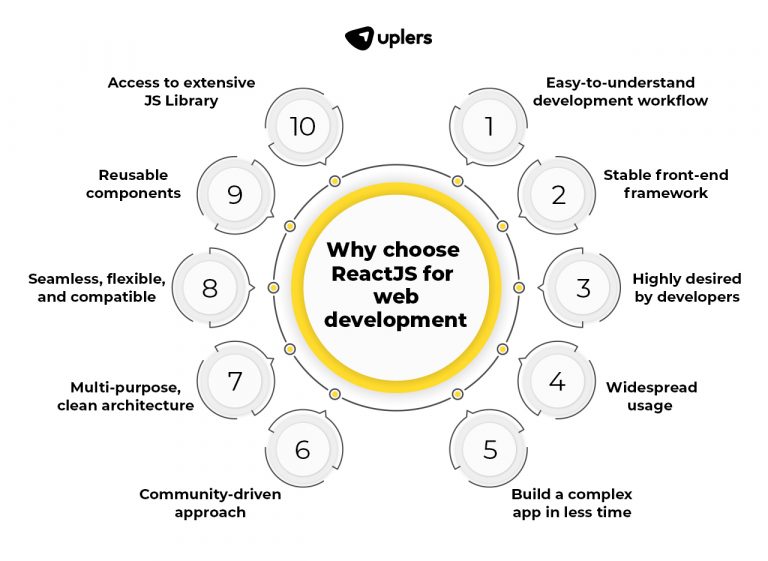 uplers
Why choose
ReactJS for
web
development
1
Easy-to-understand
development workflow
2
Stable front-end
framework
3
Highly desired
by developers
4
Widespread
usage
5
Build a complex
app in less time
6
Community-driven
approach
7
Multi-purpose,
clean architecture
8
Seamless, flexible,
and compatible
9
Reusable
components
10
Access to extensive
JS Library